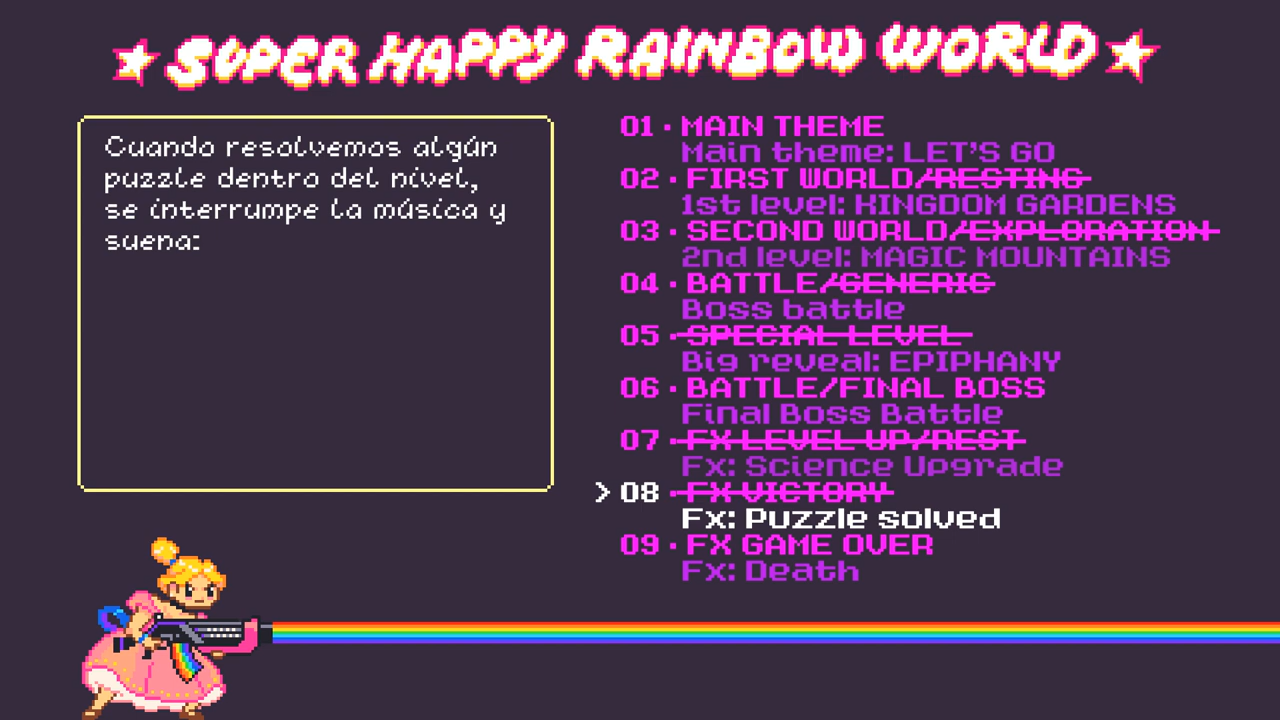 ★ SUPER HAPPY RAINBOW WORLD ★
Cuando resolvemos algún
puzzle dentro del nivel,
se interrumpe la música y
suena:
01 · MAIN THEME
Main theme: LET'S GO
02 · FIRST WORLD/RESTING
1st level: KINGDOM GARDENS
03 · SECOND WORLD/EXPLORATION
2nd level: MAGIC MOUNTAINS
04 · BATTLE/GENERIC
Boss battle
05 · SPECIAL LEVEL
Big reveal: EPIPHANY
06 · BATTLE/FINAL BOSS
Final Boss Battle
07 · FX LEVEL UP/REST
Fx: Science Upgrade
> 08 · FX VICTORY
Fx: Puzzle solved
09 · FX GAME OVER
Fx: Death